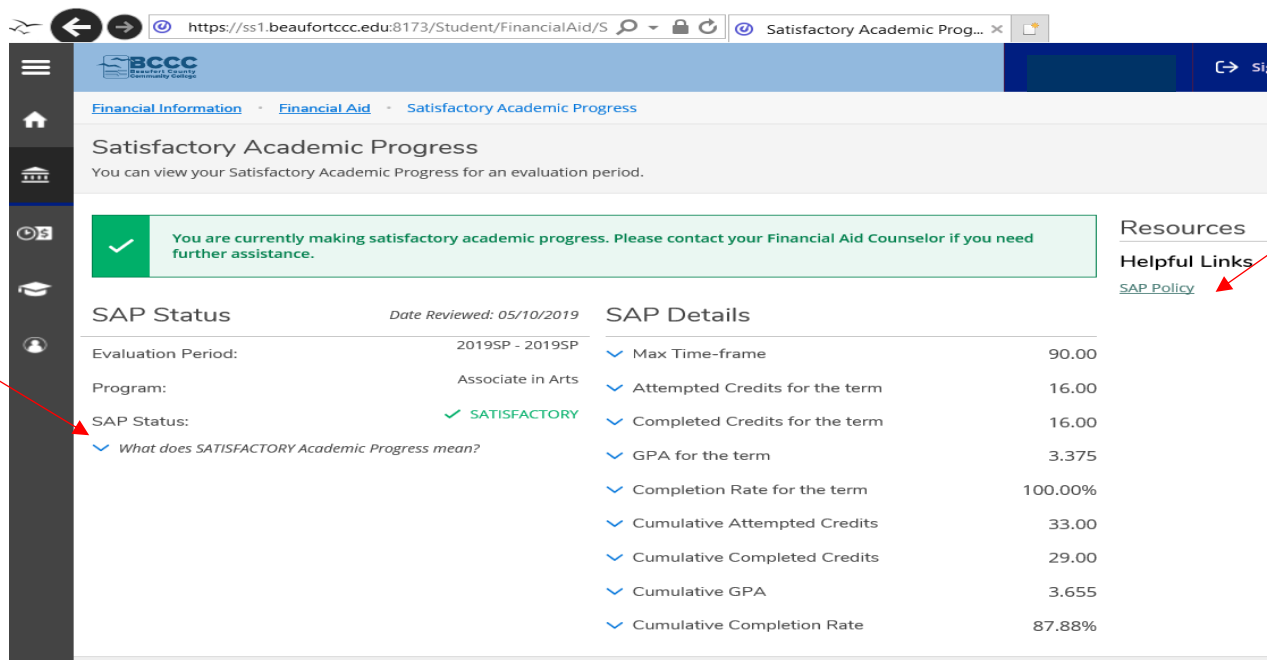 https://ss1.beaufortccc.edu:8173/Student/FinancialAid/S
Satisfactory Academic Prog...
BCCC
Beaufort County
Community College
Financial Information
Financial Aid
Satisfactory Academic Progress
Satisfactory Academic Progress
You can view your Satisfactory Academic Progress for an evaluation period.
You are currently making satisfactory academic progress. Please contact your Financial Aid Counselor if you need
further assistance.
Resources
Helpful Links
SAP Policy
SAP Status
Date Reviewed: 05/10/2019
Evaluation Period: 2019SP - 2019SP
Program: Associate in Arts
SAP Status: SATISFACTORY
What does SATISFACTORY Academic Progress mean?
SAP Details
Max Time-frame 90.00
Attempted Credits for the term 16.00
Completed Credits for the term 16.00
GPA for the term 3.375
Completion Rate for the term 100.00%
Cumulative Attempted Credits 33.00
Cumulative Completed Credits 29.00
Cumulative GPA 3.655
Cumulative Completion Rate 87.88%